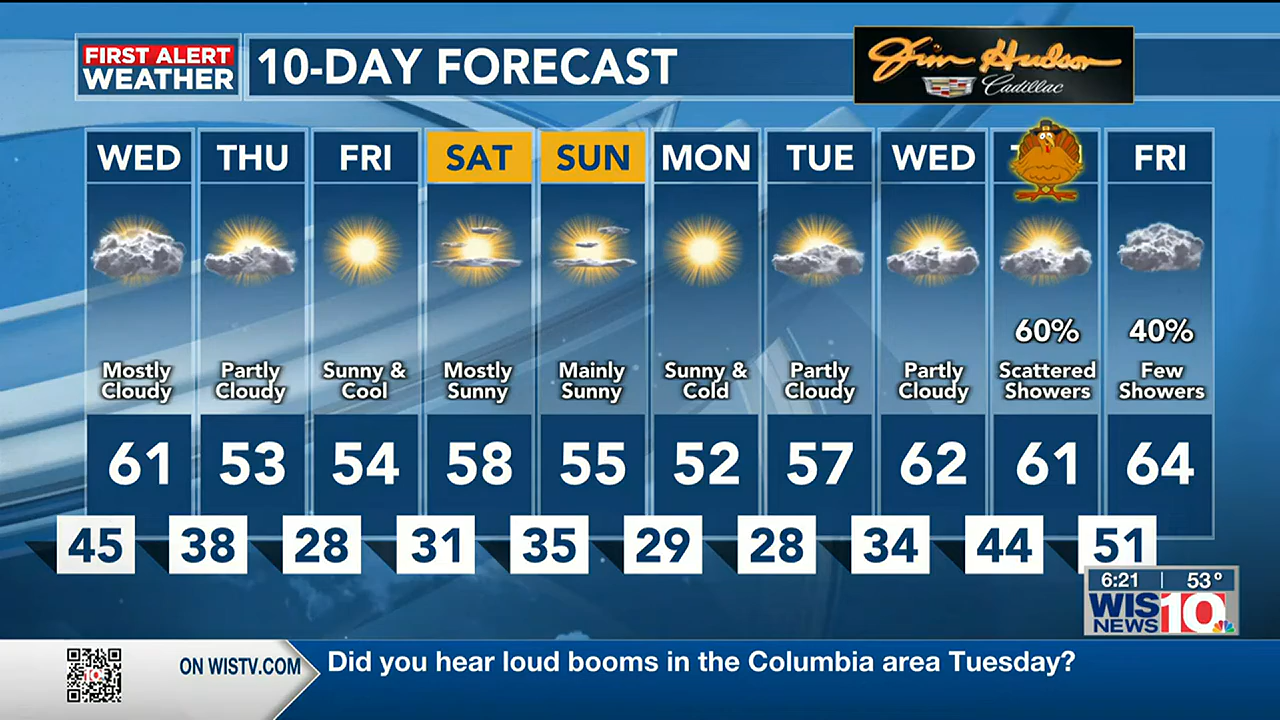 FIRST ALERT
WEATHER
10-DAY FORECAST
Jim Hudson
Cadillac
WED THU FRI SAT SUN MON TUE WED FRI
60% 40%
Mostly Cloudy
Partly Cloudy
Sunny & Cool
Mostly Sunny
Mainly Sunny
Sunny & Cold
Partly Cloudy
Partly Cloudy
Scattered Showers
Few Showers
61 53 54 58 55 52 57 62 61 64
45 38 28 31 35 29 28 34 44 51
6:21 | 53°
WIS 10
NEWS
10
ON WISTV.COM
Did you hear loud booms in the Columbia area Tuesday?